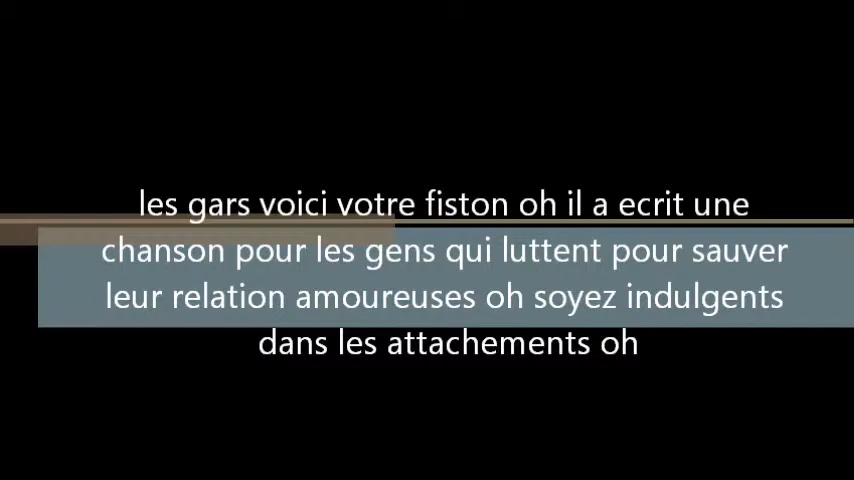 les gars voici votre fiston oh il a ecrit une
chanson pour les gens qui luttent pour sauver
leur relation amoureuses oh soyez indulgents
dans les attachements oh